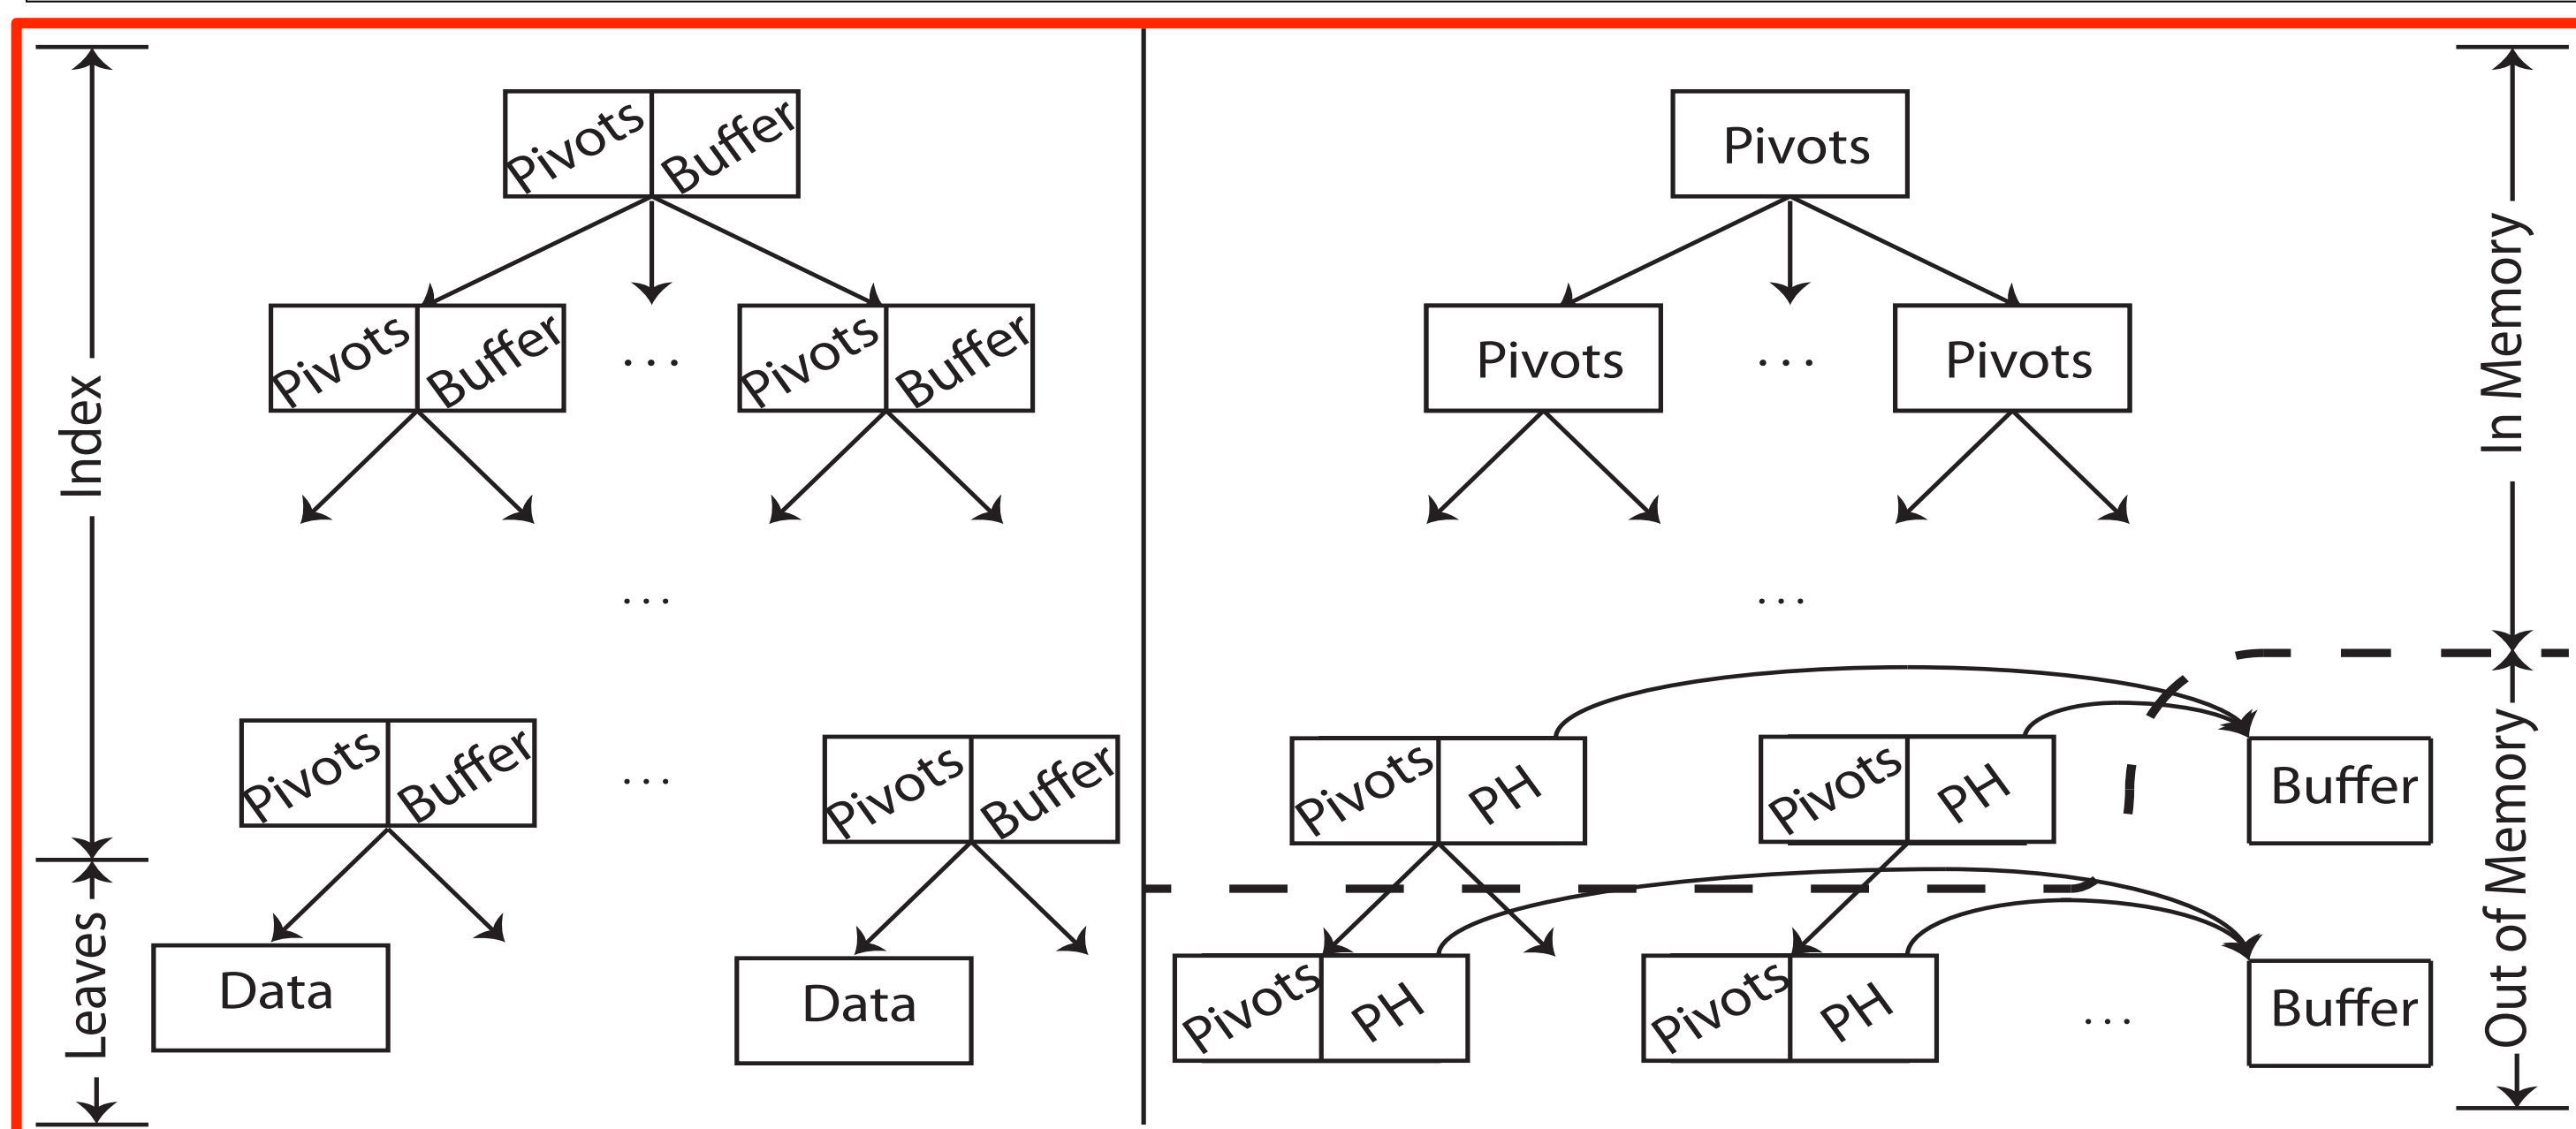 Pivots Buffer
Pivots Buffer ... Pivots Buffer
...
Pivots Buffer ... Pivots Buffer
Data Data
Index
Leaves
Pivots
Pivots ... Pivots
...
Pivots PH Pivots PH Buffer
Pivots PH Pivots PH ... Buffer
In Memory
Out of Memory